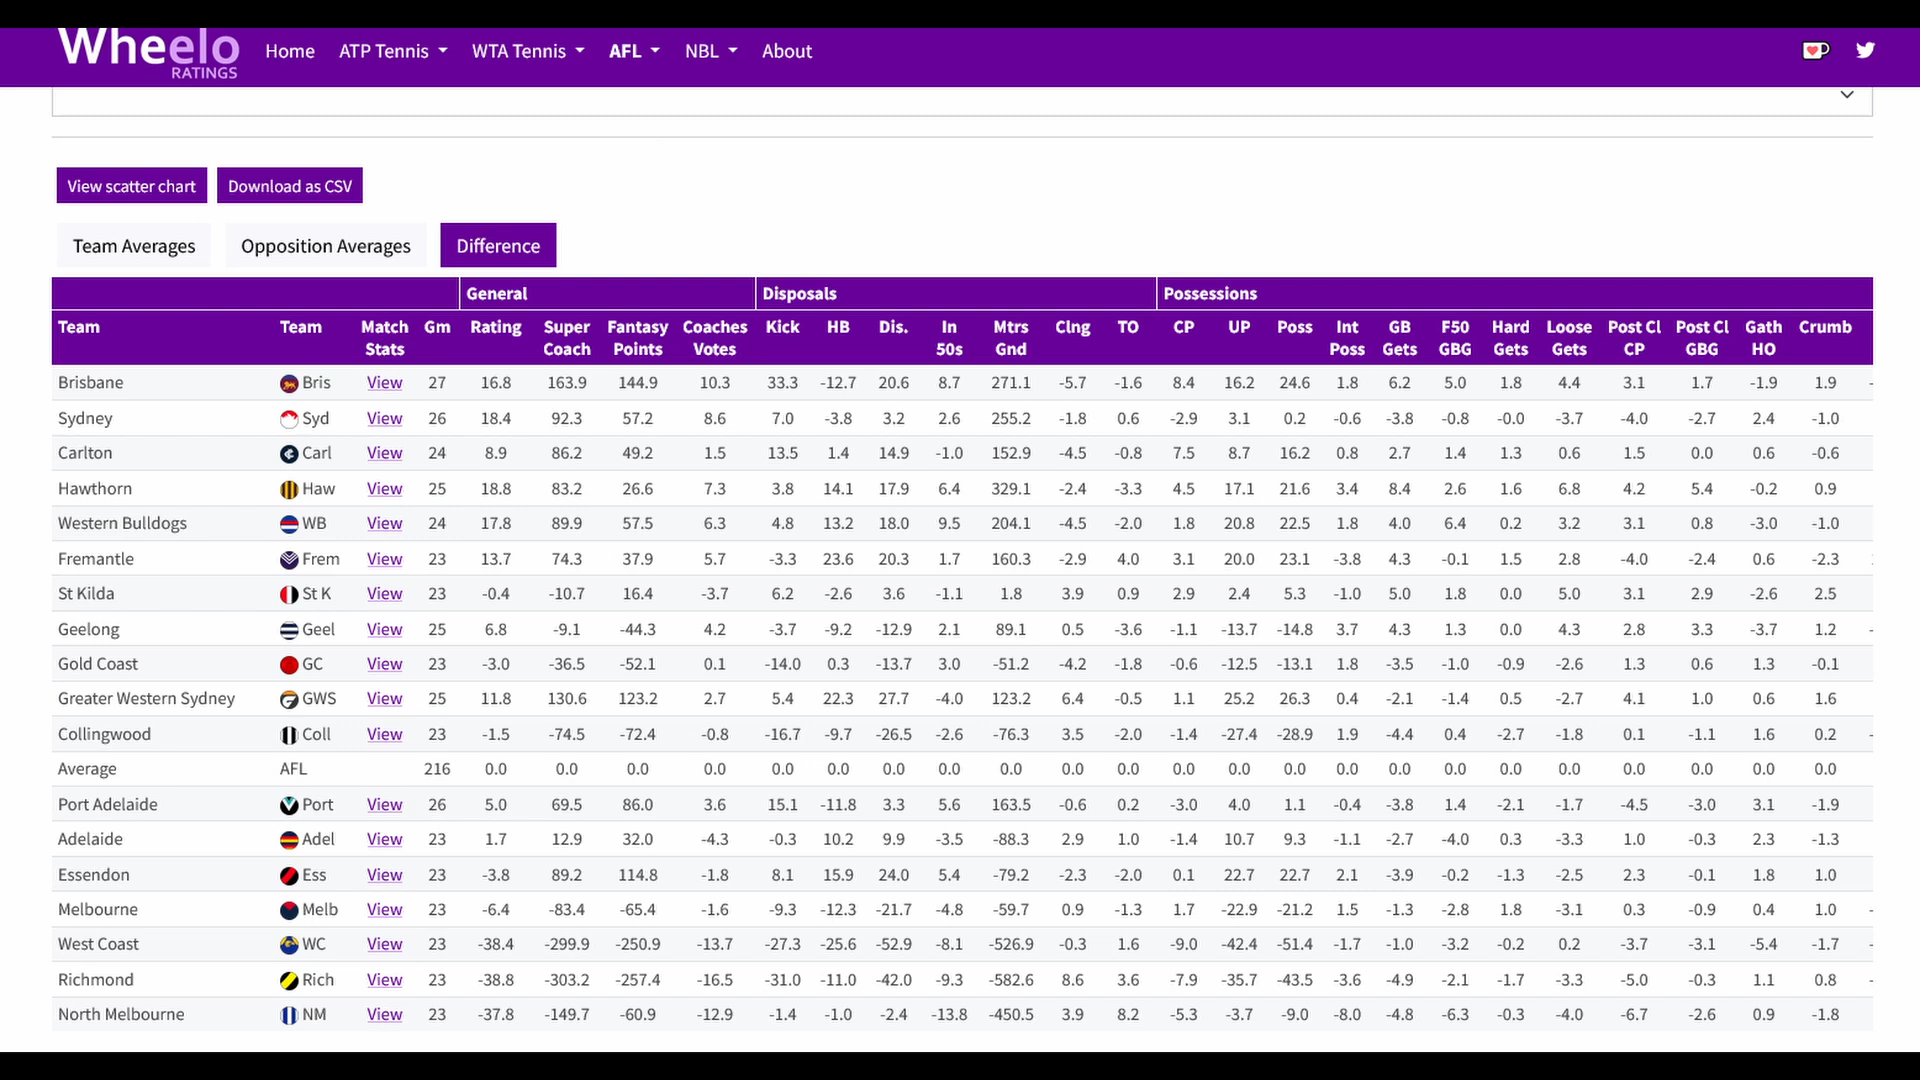 Wheelo RATINGS Home ATP Tennis WTA Tennis AFL NBL About
View scatter chart Download as CSV
Team Averages Opposition Averages Difference
General Disposals Possessions
Team Team Match Stats Gm Rating Super Coach Fantasy Points Coaches Votes Kick HB Dis. In 50s Mtrs Gnd Clng TO CP UP Poss Int Poss GB Gets F50 GBG Hard Gets Loose Gets Post Cl CP Post Cl GBG Gath HO Crumb
Brisbane Bris View 27 16.8 163.9 144.9 10.3 33.3 -12.7 20.6 8.7 271.1 -5.7 -1.6 8.4 16.2 24.6 1.8 6.2 5.0 1.8 4.4 3.1 1.7 -1.9 1.9
Sydney Syd View 26 18.4 92.3 57.2 8.6 7.0 -3.8 3.2 2.6 255.2 -1.8 0.6 -2.9 3.1 0.2 -0.6 -3.8 -0.8 -0.0 -3.7 -4.0 -2.7 2.4 -1.0
Carlton Carl View 24 8.9 86.2 49.2 1.5 13.5 1.4 14.9 -1.0 152.9 -4.5 -0.8 7.5 8.7 16.2 0.8 2.7 1.4 1.3 0.6 1.5 0.0 0.6 -0.6
Hawthorn Haw View 25 18.8 83.2 26.6 7.3 3.8 14.1 17.9 6.4 329.1 -2.4 -3.3 4.5 17.1 21.6 3.4 8.4 2.6 1.6 6.8 4.2 5.4 -0.2 0.9
Western Bulldogs WB View 24 17.8 89.9 57.5 6.3 4.8 13.2 18.0 9.5 204.1 -4.5 -2.0 1.8 20.8 22.5 1.8 4.0 6.4 0.2 3.2 3.1 0.8 -3.0 -1.0
Fremantle Frem View 23 13.7 74.3 37.9 5.7 -3.3 23.6 20.3 1.7 160.3 -2.9 4.0 3.1 20.0 23.1 -3.8 4.3 -0.1 1.5 2.8 -4.0 -2.4 0.6 -2.3
St Kilda St K View 23 -0.4 -10.7 16.4 -3.7 6.2 -2.6 3.6 -1.1 1.8 3.9 0.9 2.9 2.4 5.3 -1.0 5.0 1.8 0.0 5.0 3.1 2.9 -2.6 2.5
Geelong Geel View 25 6.8 -9.1 -44.3 4.2 -3.7 -9.2 -12.9 2.1 89.1 0.5 -3.6 -1.1 -13.7 -14.8 3.7 4.3 1.3 0.0 4.3 2.8 3.3 -3.7 1.2
Gold Coast GC View 23 -3.0 -36.5 -52.1 0.1 -14.0 0.3 -13.7 3.0 -51.2 -4.2 -1.8 -0.6 -12.5 -13.1 1.8 -3.5 -1.0 -0.9 -2.6 1.3 0.6 1.3 -0.1
Greater Western Sydney GWS View 25 11.8 130.6 123.2 2.7 5.4 22.3 27.7 -4.0 123.2 6.4 -0.5 1.1 25.2 26.3 0.4 -2.1 -1.4 0.5 -2.7 4.1 1.0 0.6 1.6
Collingwood Coll View 23 -1.5 -74.5 -72.4 -0.8 -16.7 -9.7 -26.5 -2.6 -76.3 3.5 -2.0 -1.4 -27.4 -28.9 1.9 -4.4 0.4 -2.7 -1.8 0.1 -1.1 1.6 0.2
Average AFL 216 0.0 0.0 0.0 0.0 0.0 0.0 0.0 0.0 0.0 0.0 0.0 0.0 0.0 0.0 0.0 0.0 0.0 0.0 0.0 0.0 0.0 0.0 0.0
Port Adelaide Port View 26 5.0 69.5 86.0 3.6 15.1 -11.8 3.3 5.6 163.5 -0.6 0.2 -3.0 4.0 1.1 -0.4 -3.8 1.4 -2.1 -1.7 -4.5 -3.0 3.1 -1.9
Adelaide Adel View 23 1.7 12.9 32.0 -4.3 -0.3 10.2 9.9 -3.5 -88.3 2.9 1.0 -1.4 10.7 9.3 -1.1 -2.7 -4.0 0.3 -3.3 1.0 -0.3 2.3 -1.3
Essendon Ess View 23 -3.8 89.2 114.8 -1.8 8.1 15.9 24.0 5.4 -79.2 -2.3 -2.0 0.1 22.7 22.7 2.1 -3.9 -0.2 -1.3 -2.5 2.3 -0.1 1.8 1.0
Melbourne Melb View 23 -6.4 -83.4 -65.4 -1.6 -9.3 -12.3 -21.7 -4.8 -59.7 0.9 -1.3 1.7 -22.9 -21.2 1.5 -1.3 -2.8 1.8 -3.1 0.3 -0.9 0.4 1.0
West Coast WC View 23 -38.4 -299.9 -250.9 -13.7 -27.3 -25.6 -52.9 -8.1 -526.9 -0.3 1.6 -9.0 -42.4 -51.4 -1.7 -1.0 -3.2 -0.2 0.2 -3.7 -3.1 -5.4 -1.7
Richmond Rich View 23 -38.8 -303.2 -257.4 -16.5 -31.0 -11.0 -42.0 -9.3 -582.6 8.6 3.6 -7.9 -35.7 -43.5 -3.6 -4.9 -2.1 -1.7 -3.3 -5.0 -0.3 1.1 0.8
North Melbourne NM View 23 -37.8 -149.7 -60.9 -12.9 -1.4 -1.0 -2.4 -13.8 -450.5 3.9 8.2 -5.3 -3.7 -9.0 -8.0 -4.8 -6.3 -0.3 -4.0 -6.7 -2.6 0.9 -1.8